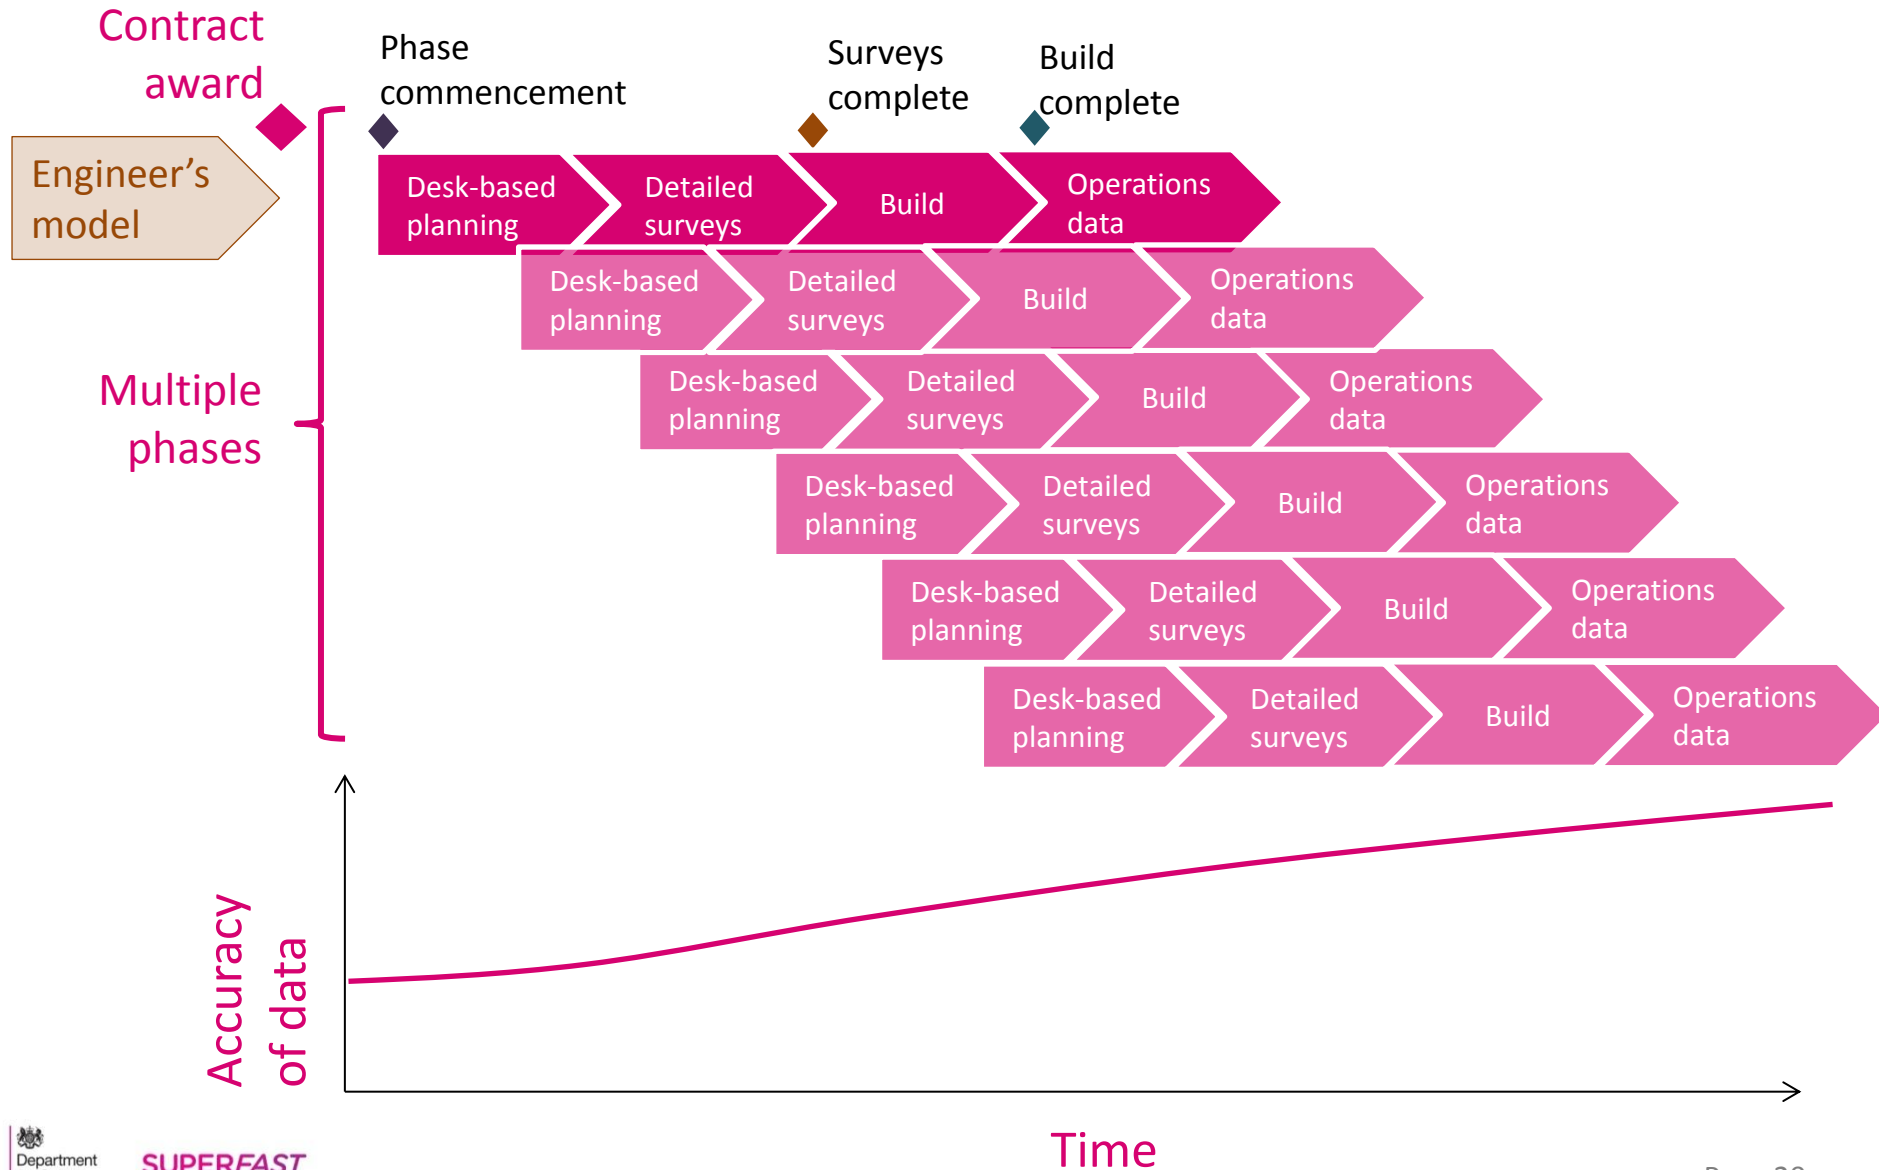 Contract
award
Phase
commencement
Surveys
complete
Build
complete
Engineer's
model
Desk-based
planning
Detailed
surveys
Build
Operations
data
Desk-based
planning
Detailed
surveys
Build
Operations
data
Multiple
phases
Desk-based
planning
Detailed
surveys
Build
Operations
data
Desk-based
planning
Detailed
surveys
Build
Operations
data
Desk-based
planning
Detailed
surveys
Build
Operations
data
Desk-based
planning
Detailed
surveys
Build
Operations
data
Accuracy
of data
Time
Department
SUPERFAST